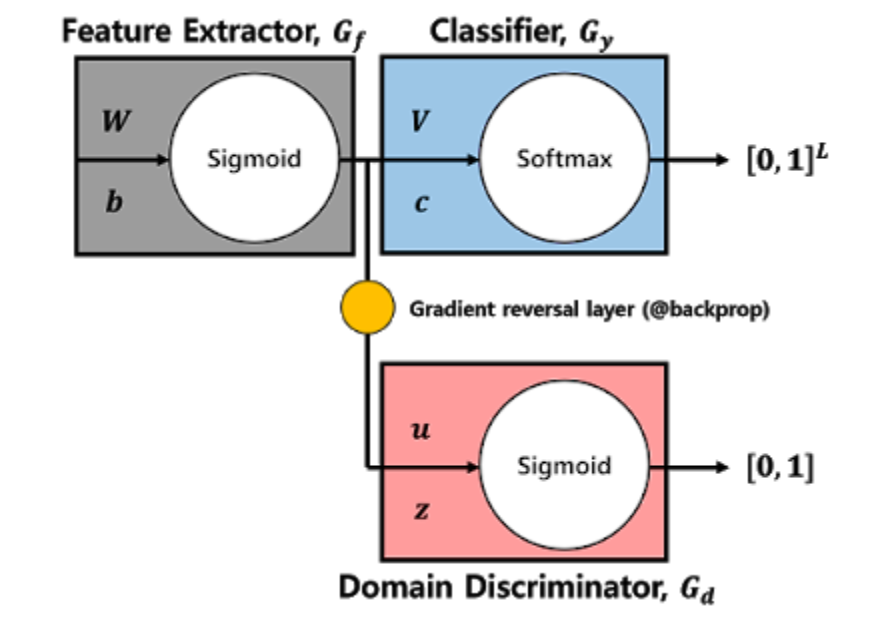 Feature Extractor, G_f
Classifier, G_y
W
Sigmoid
b
V
Softmax
c
[0, 1]^L
Gradient reversal layer (@backprop)
u
Sigmoid
z
[0, 1]
Domain Discriminator, G_d